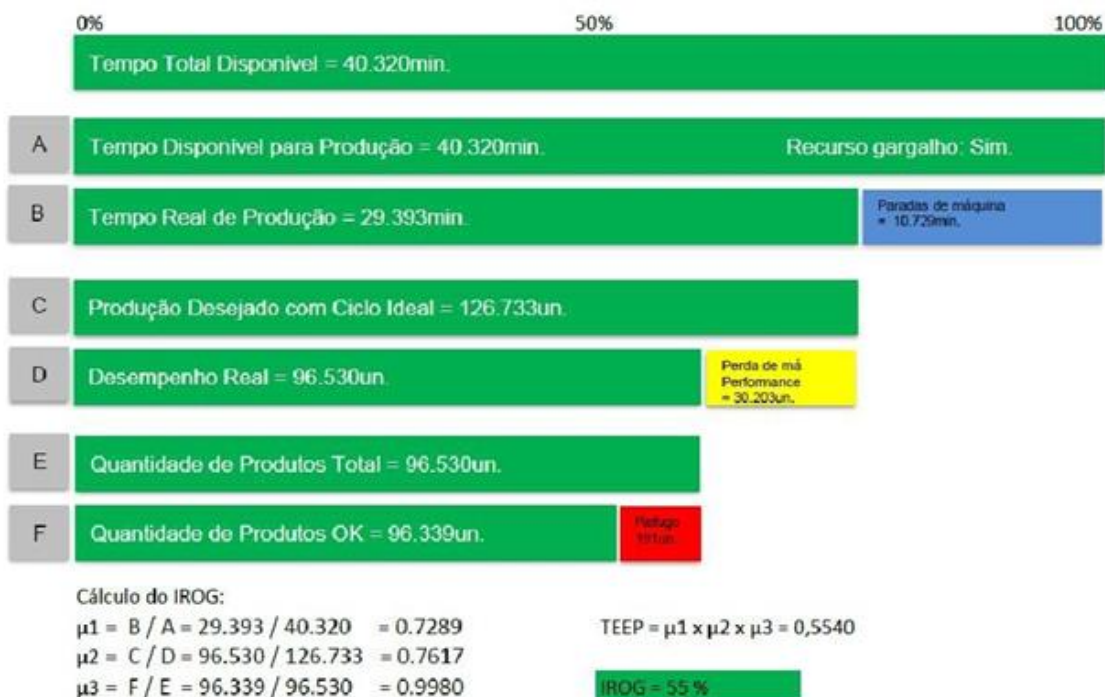 0% 50% 100%
Tempo Total Disponível = 40.320min.
A Tempo Disponível para Produção = 40.320min. Recurso gargalho: Sim.
B Tempo Real de Produção = 29.393min.
Paradas de máquina
= 10.729min.
C Produção Desejado com Ciclo Ideal = 126.733un.
D Desempenho Real = 96.530un.
Perda de má
Performance
= 30.203un.
E Quantidade de Produtos Total = 96.530un.
F Quantidade de Produtos OK = 96.339un.
Refugo
191un.
Cálculo do IROG:
µ1 = B / A = 29.393 / 40.320 = 0.7289 TEEP = µ1 x µ2 x µ3 = 0,5540
µ2 = C / D = 96.530 / 126.733 = 0.7617
µ3 = F / E = 96.339 / 96.530 = 0.9980 IROG = 55 %